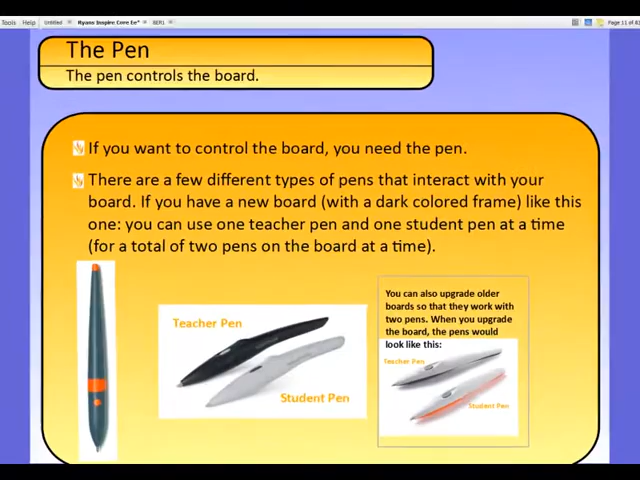 Tools Help Untitled Ryans Inspire Core Ee* BER1 Page 11 of
The Pen
The pen controls the board.
If you want to control the board, you need the pen.
There are a few different types of pens that interact with your
board. If you have a new board (with a dark colored frame) like this
one: you can use one teacher pen and one student pen at a time
(for a total of two pens on the board at a time).
Teacher Pen
Student Pen
You can also upgrade older
boards so that they work with
two pens. When you upgrade
the board, the pens would
look like this:
Teacher Pen
Student Pen